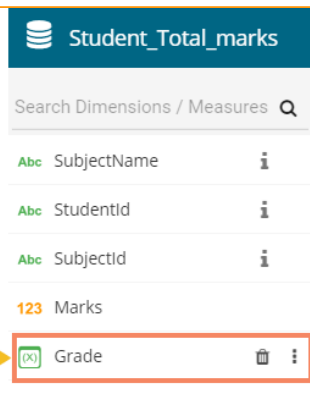 Student_Total_marks
Search Dimensions / Measures
Abc SubjectName i
Abc StudentId i
Abc SubjectId i
123 Marks
(x) Grade